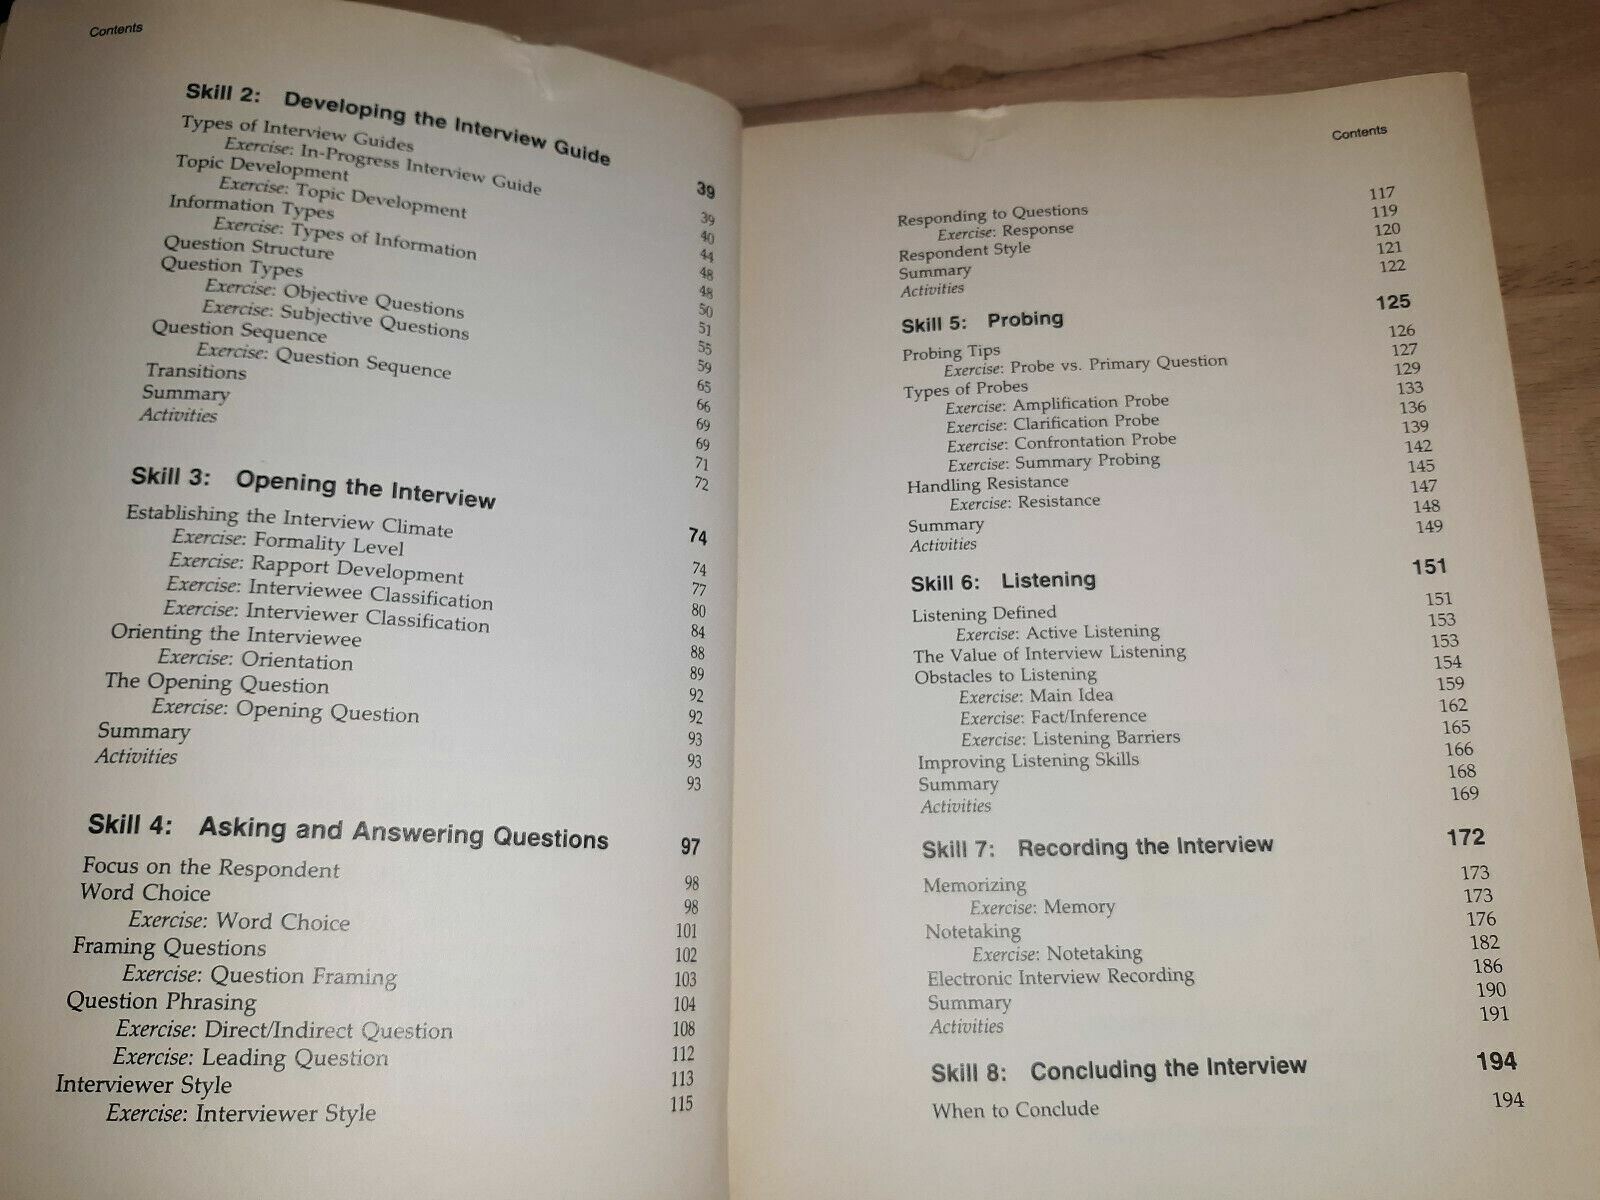 Contents
Skill 2: Developing the Interview Guide 39
Types of Interview Guides 39
Exercise: In-Progress Interview Guide 40
Topic Development 44
Exercise: Topic Development 48
Information Types 48
Exercise: Types of Information 50
Question Structure 51
Question Types 55
Exercise: Objective Questions 59
Exercise: Subjective Questions 65
Question Sequence 66
Exercise: Question Sequence 69
Transitions 69
Summary 71
Activities 72
Skill 3: Opening the Interview 74
Establishing the Interview Climate 74
Exercise: Formality Level 77
Exercise: Rapport Development 80
Exercise: Interviewee Classification 84
Exercise: Interviewer Classification 88
Orienting the Interviewee 89
Exercise: Orientation 92
The Opening Question 92
Exercise: Opening Question 93
Summary 93
Activities 93
Skill 4: Asking and Answering Questions 97
Focus on the Respondent 98
Word Choice 98
Exercise: Word Choice 101
Framing Questions 102
Exercise: Question Framing 103
Question Phrasing 104
Exercise: Direct/Indirect Question 108
Exercise: Leading Question 112
Interviewer Style 113
Exercise: Interviewer Style 115
Contents
Responding to Questions 117
Exercise: Response 119
Respondent Style 120
Summary 121
Activities 122
Skill 5: Probing 125
Probing Tips 126
Exercise: Probe vs. Primary Question 127
Types of Probes 129
Exercise: Amplification Probe 133
Exercise: Clarification Probe 136
Exercise: Confrontation Probe 139
Exercise: Summary Probing 142
Handling Resistance 145
Exercise: Resistance 147
Summary 148
Activities 149
Skill 6: Listening 151
Listening Defined 151
Exercise: Active Listening 153
The Value of Interview Listening 153
Obstacles to Listening 154
Exercise: Main Idea 159
Exercise: Fact/Inference 162
Exercise: Listening Barriers 165
Improving Listening Skills 166
Summary 168
Activities 169
Skill 7: Recording the Interview 172
Memorizing 173
Exercise: Memory 173
Notetaking 176
Exercise: Notetaking 182
Electronic Interview Recording 186
Summary 190
Activities 191
Skill 8: Concluding the Interview 194
When to Conclude 194